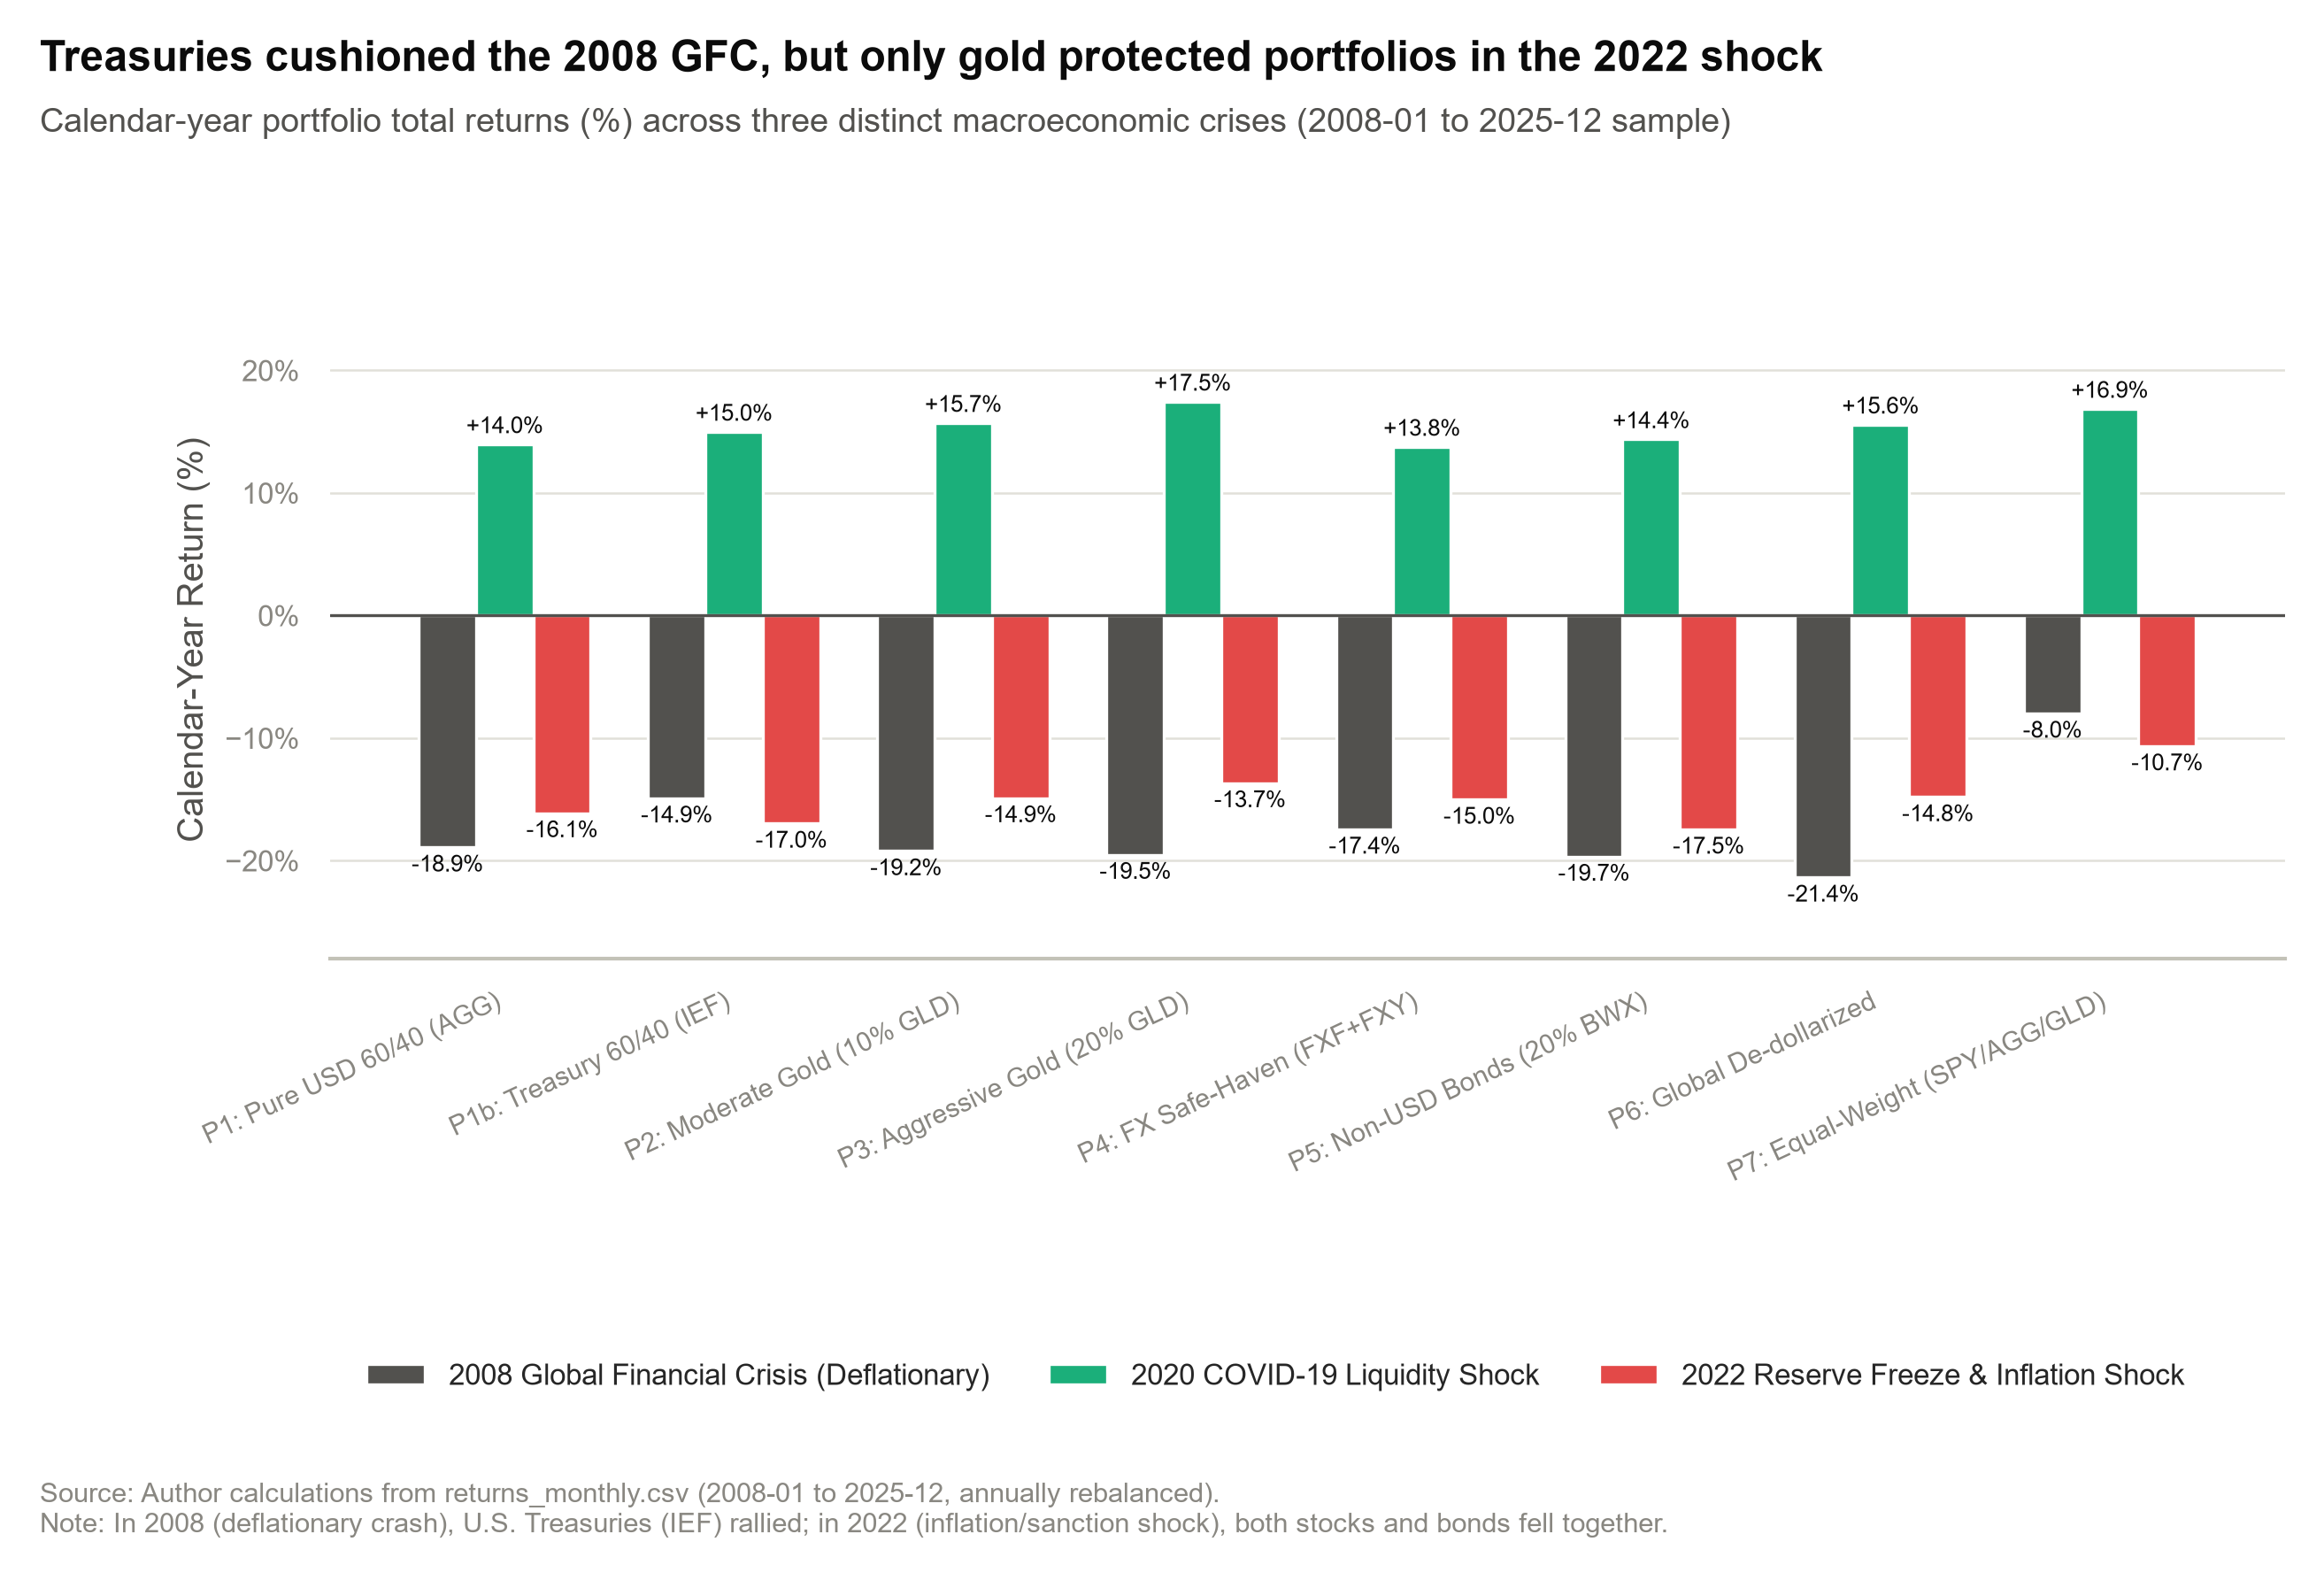 Treasuries cushioned the 2008 GFC, but only gold protected portfolios in the 2022 shock
Calendar-year portfolio total returns (%) across three distinct macroeconomic crises (2008-01 to 2025-12 sample)
Calendar-Year Return (%)
20%
10%
0%
−10%
−20%
-18.9%
+14.0%
-16.1%
-14.9%
+15.0%
-17.0%
-19.2%
+15.7%
-14.9%
-19.5%
+17.5%
-13.7%
-17.4%
+13.8%
-15.0%
-19.7%
+14.4%
-17.5%
-21.4%
+15.6%
-14.8%
-8.0%
+16.9%
-10.7%
P1: Pure USD 60/40 (AGG)
P1b: Treasury 60/40 (IEF)
P2: Moderate Gold (10% GLD)
P3: Aggressive Gold (20% GLD)
P4: FX Safe-Haven (FXF+FXY)
P5: Non-USD Bonds (20% BWX)
P6: Global De-dollarized
P7: Equal-Weight (SPY/AGG/GLD)
2008 Global Financial Crisis (Deflationary)
2020 COVID-19 Liquidity Shock
2022 Reserve Freeze & Inflation Shock
Source: Author calculations from returns_monthly.csv (2008-01 to 2025-12, annually rebalanced).
Note: In 2008 (deflationary crash), U.S. Treasuries (IEF) rallied; in 2022 (inflation/sanction shock), both stocks and bonds fell together.